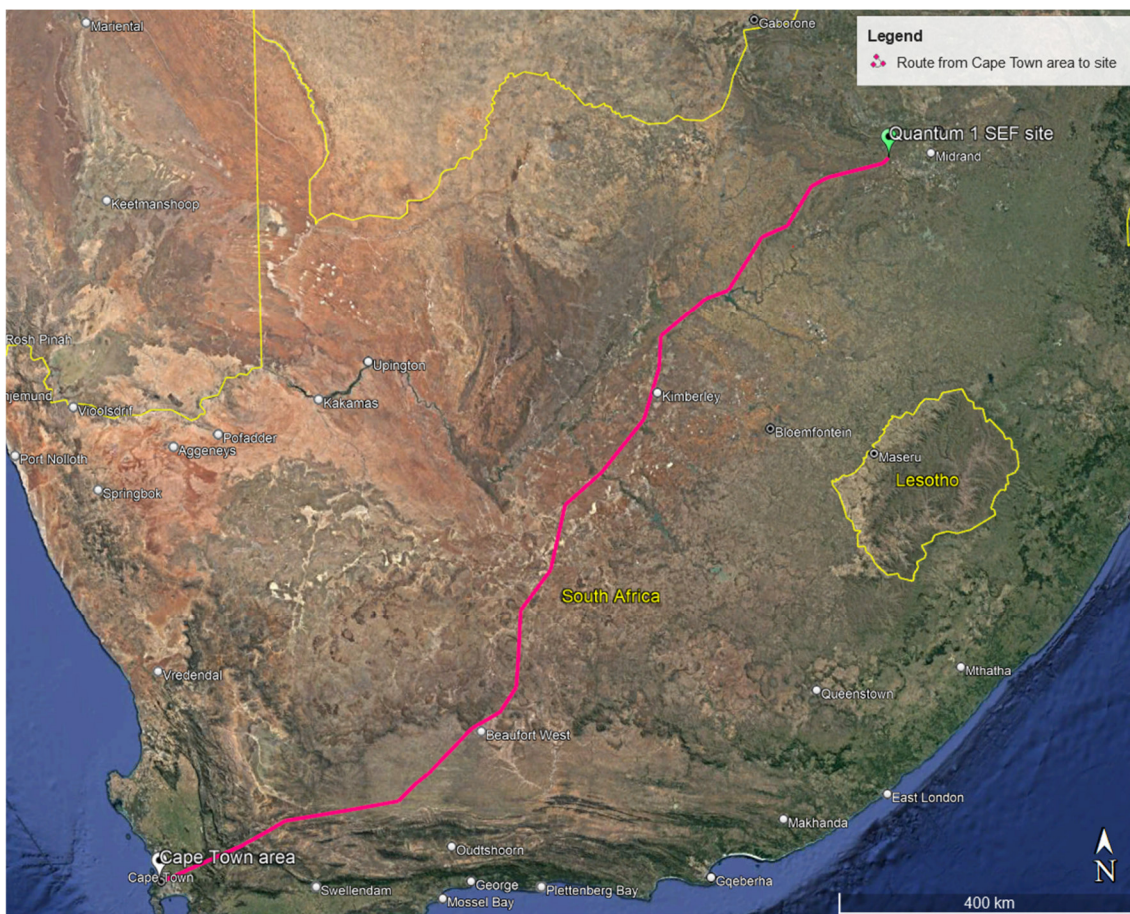 Mariental
Gaborone
Legend
Route from Cape Town area to site
Quantum 1 SEF site
Midrand
Keetmanshoop
Rosh Pinah
Upington
Kakamas
Kimberley
njemund
Vioolsdrif
Pofadder
Aggeneys
Bloemfontein
Port Nolloth
Maseru
Lesotho
Springbok
South Africa
Vredendal
Mthatha
Queenstown
Beaufort West
East London
Makhanda
Oudtshoorn
Cape Town area
Cape Town
Swellendam
George
Plettenberg Bay
Gqeberha
Mossel Bay
N
400 km